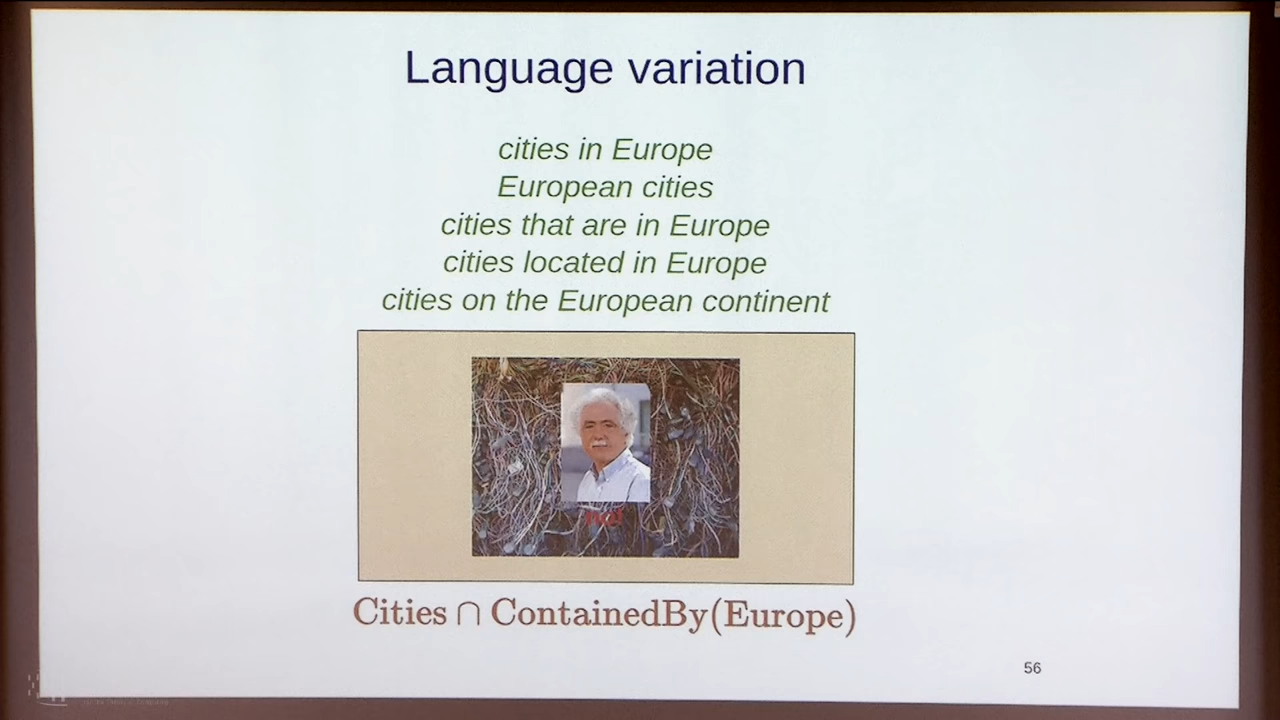 Language variation
cities in Europe
European cities
cities that are in Europe
cities located in Europe
cities on the European continent
no!
Cities ∩ ContainedBy(Europe)
56